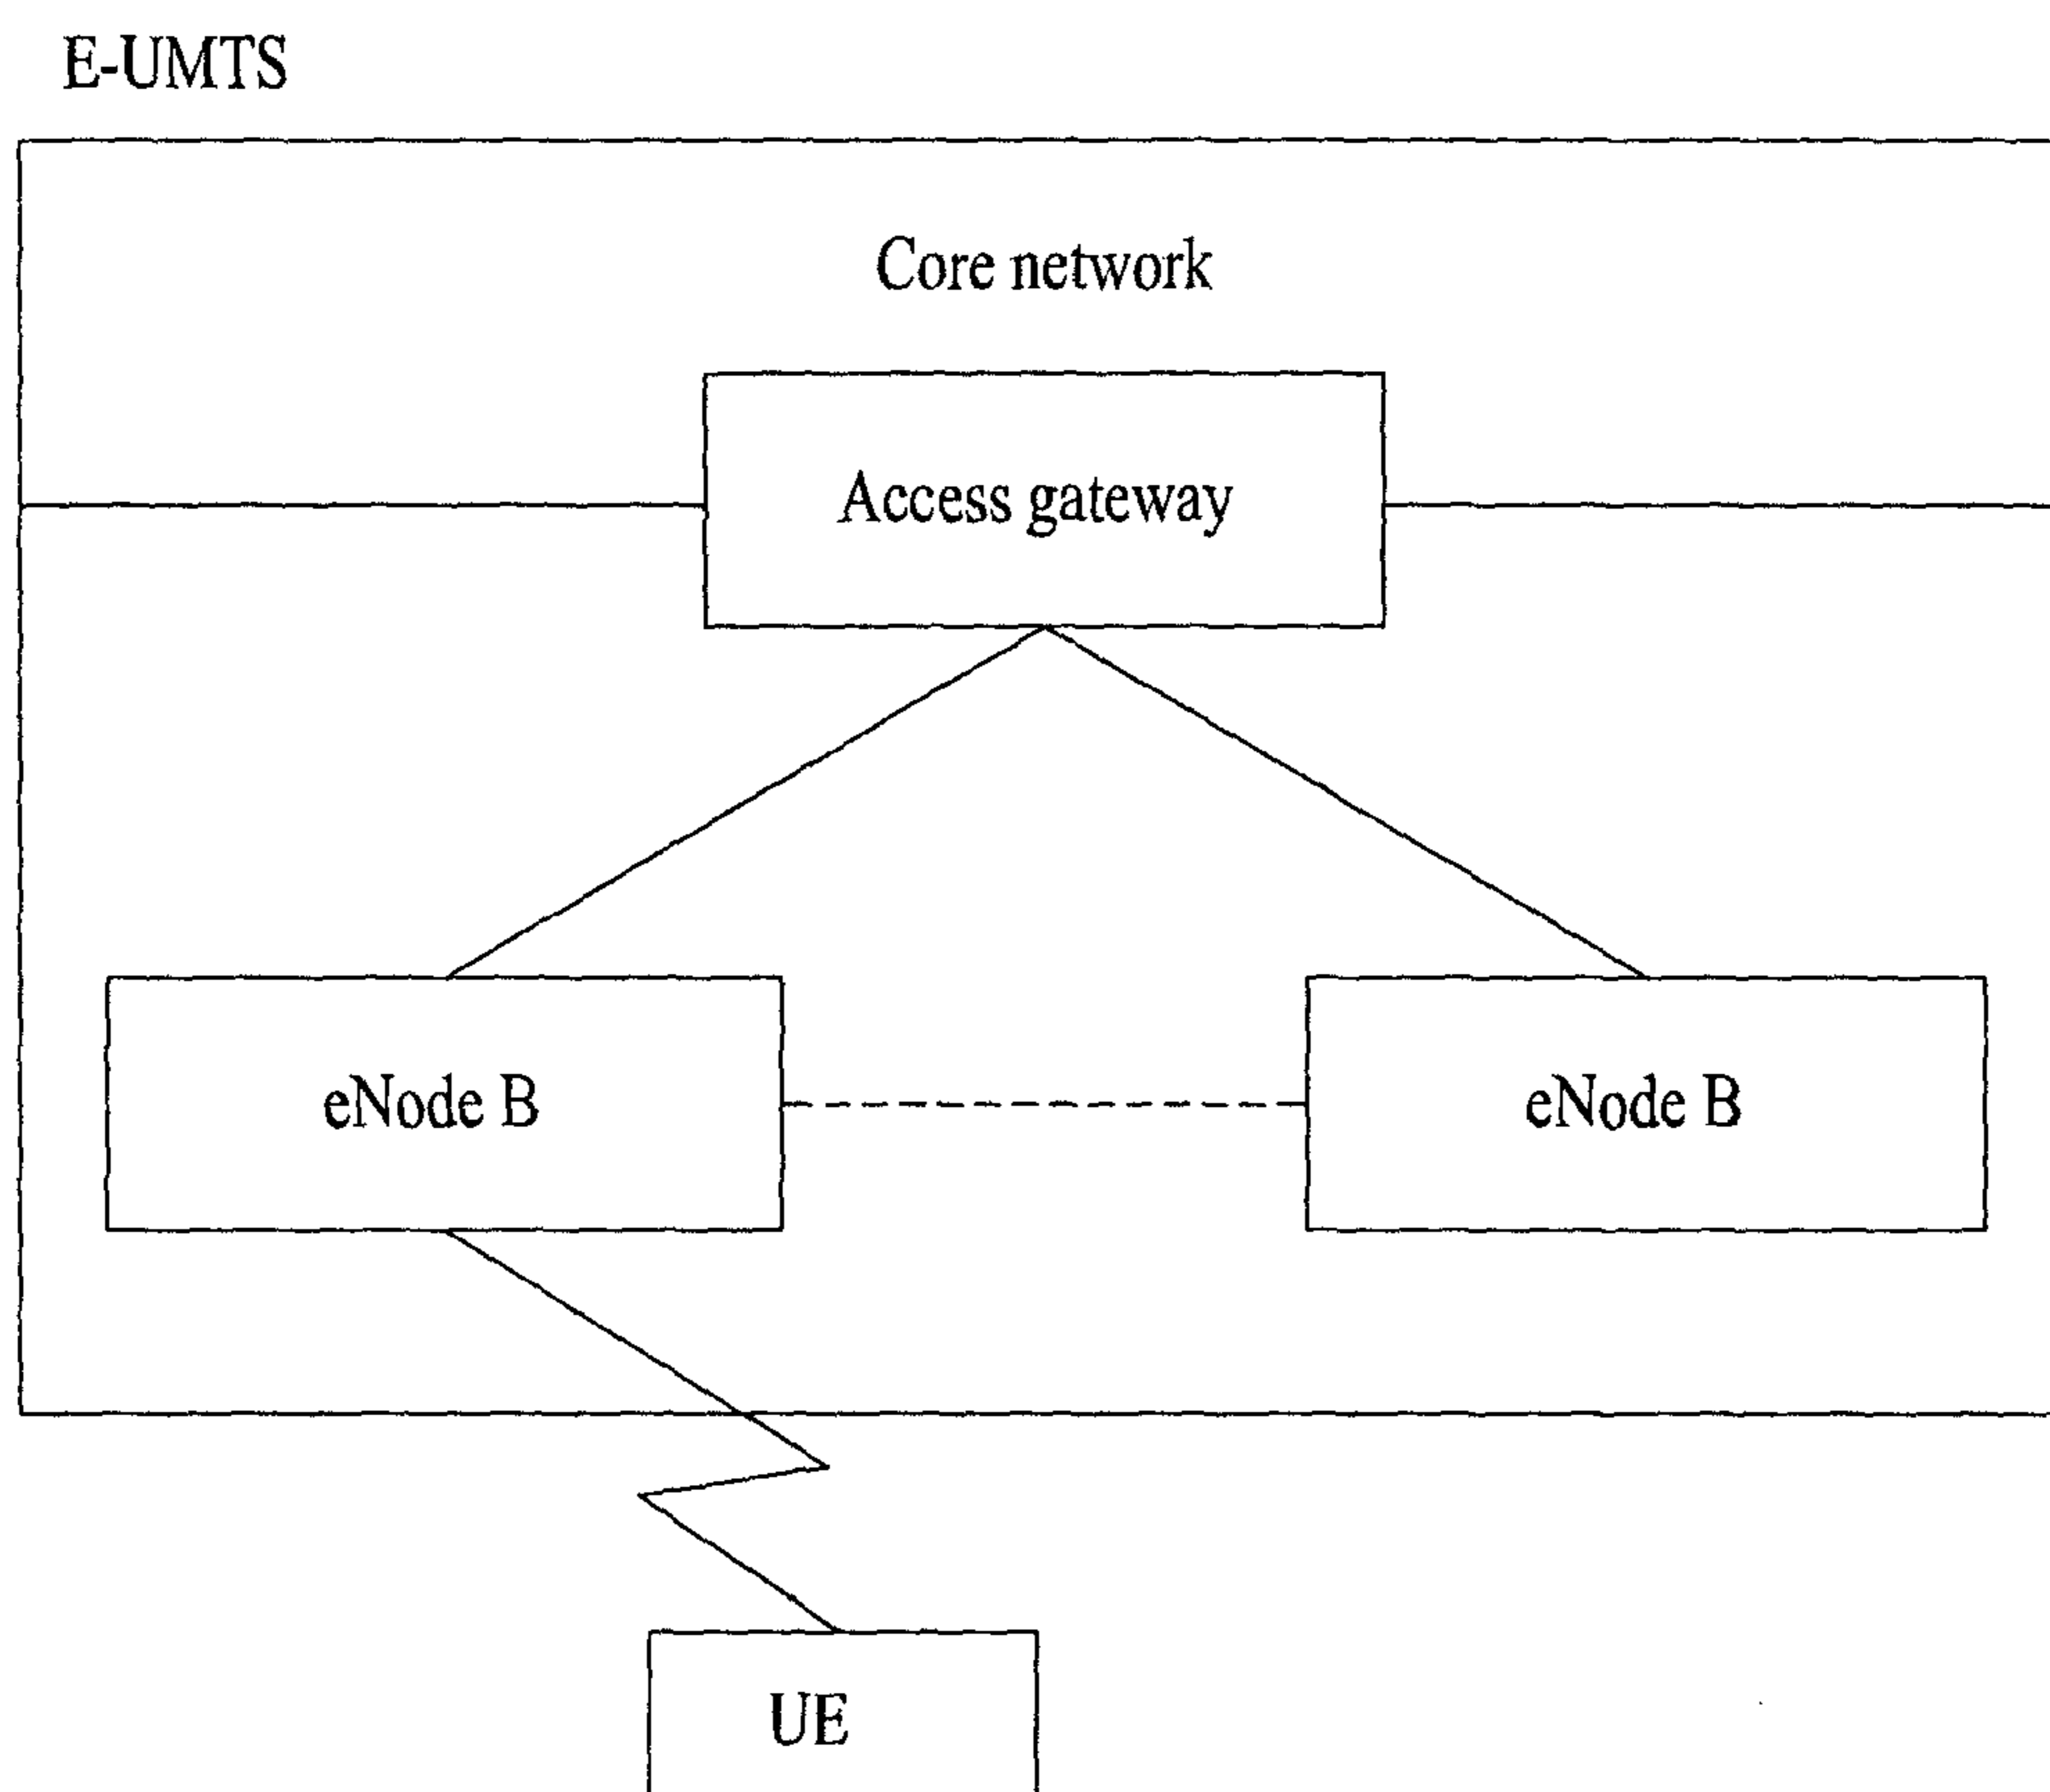 E-UMTS
Core network
Access gateway
eNode B
eNode B
UE